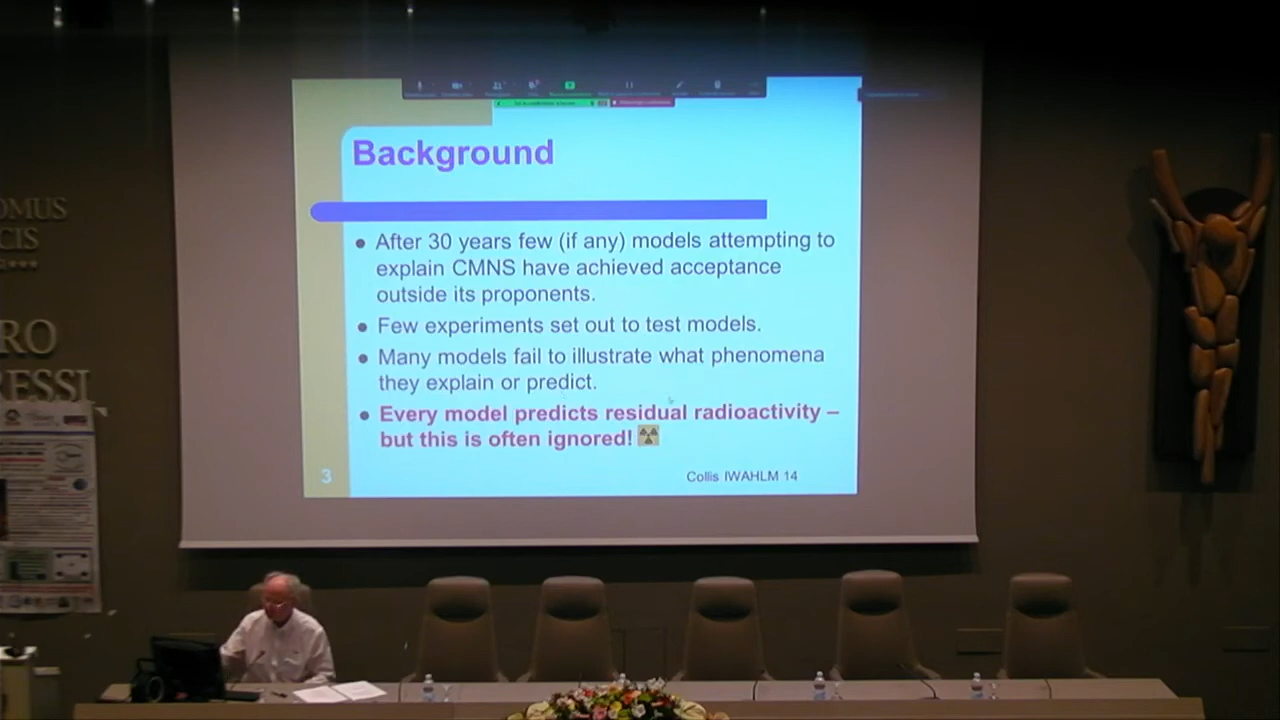 OMUS
CIS
RO
RESSI
Background
After 30 years few (if any) models attempting to
explain CMNS have achieved acceptance
outside its proponents.
Few experiments set out to test models.
Many models fail to illustrate what phenomena
they explain or predict.
Every model predicts residual radioactivity –
but this is often ignored!
3
Collis IWAHLM 14